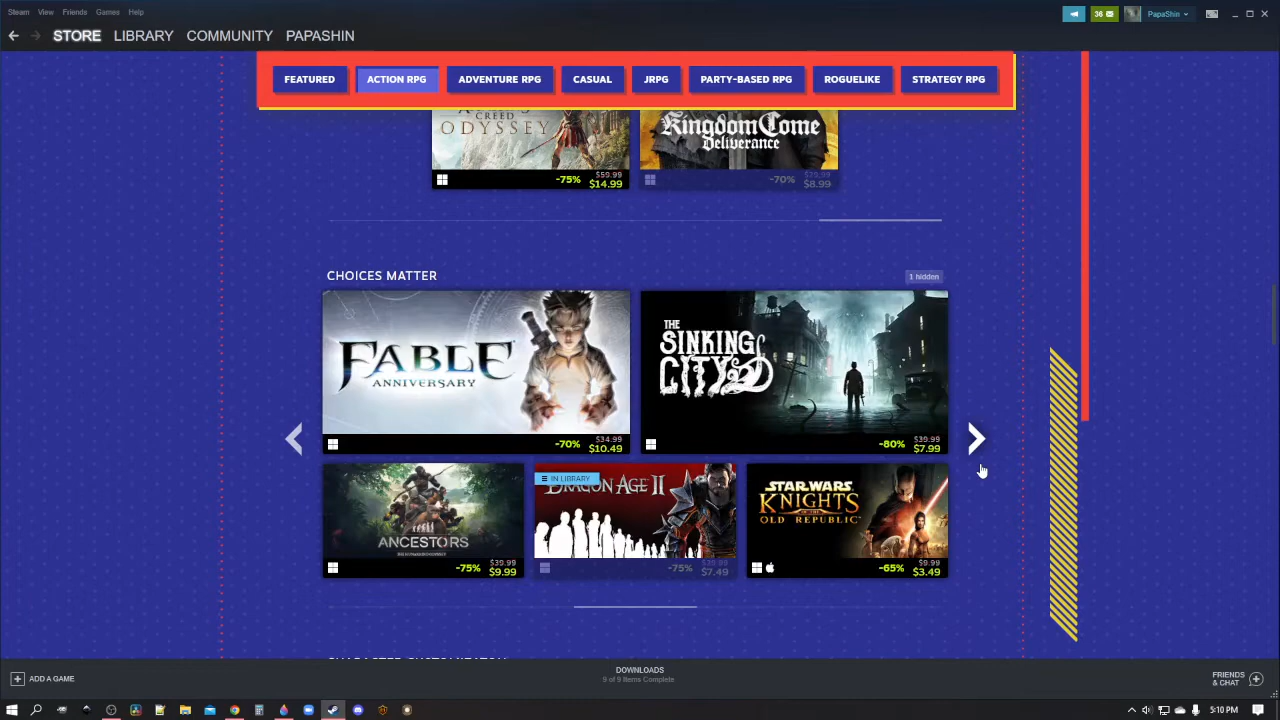 Steam View Friends Games Help
36
PapaShin
STORE LIBRARY COMMUNITY PAPASHIN
FEATURED ACTION RPG ADVENTURE RPG CASUAL JRPG PARTY-BASED RPG ROGUELIKE STRATEGY RPG
CREED
ODYSSEY
KINGDOM COME
Deliverance
-75% $59.99
$14.99
-70%
$8.99
CHOICES MATTER
1 hidden
FABLE
ANNIVERSARY
THE
SINKING
CITY
-70% $34.99
$10.49
-80% $39.99
$7.99
ANCESTORS
IN LIBRARY
DRAGON AGE II
STAR WARS
KNIGHTS
OF THE
OLD REPUBLIC
-75% $39.99
$9.99
-75%
$7.49
-65% $9.99
$3.49
ADD A GAME
DOWNLOADS
9 of 9 Items Complete
FRIENDS
& CHAT
5:10 PM